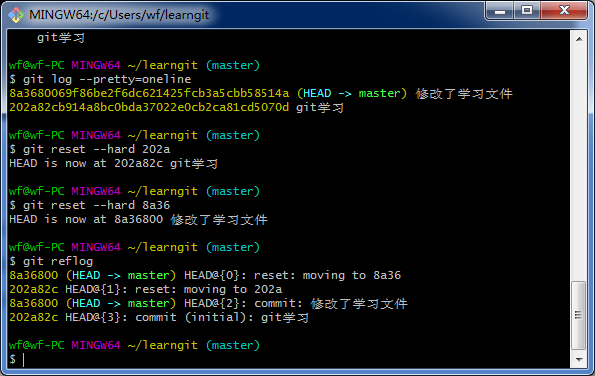 MINGW64:/c/Users/wf/learngit
git学习
wf@wf-PC MINGW64 ~/learngit (master)
$ git log --pretty=oneline
8a3680069f86be2f6dc621425fcb3a5cbb58514a (HEAD -> master) 修改了学习文件
202a82cb914a8bc0bda37022e0cb2ca81cd5070d git学习
wf@wf-PC MINGW64 ~/learngit (master)
$ git reset --hard 202a
HEAD is now at 202a82c git学习
wf@wf-PC MINGW64 ~/learngit (master)
$ git reset --hard 8a36
HEAD is now at 8a36800 修改了学习文件
wf@wf-PC MINGW64 ~/learngit (master)
$ git reflog
8a36800 (HEAD -> master) HEAD@{0}: reset: moving to 8a36
202a82c HEAD@{1}: reset: moving to 202a
8a36800 (HEAD -> master) HEAD@{2}: commit: 修改了学习文件
202a82c HEAD@{3}: commit (initial): git学习
wf@wf-PC MINGW64 ~/learngit (master)
$